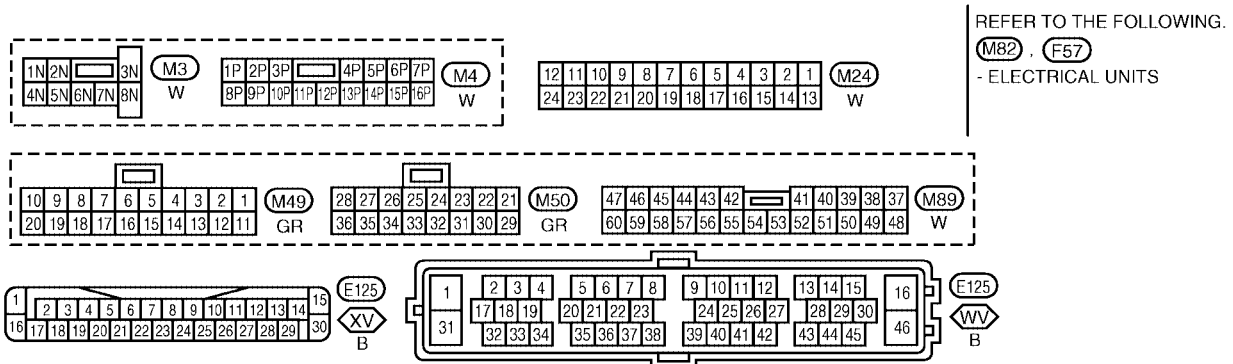 REFER TO THE FOLLOWING.
M82 , F57
- ELECTRICAL UNITS
1N 2N 3N M3
4N 5N 6N 7N 8N W
1P 2P 3P 4P 5P 6P 7P M4
8P 9P 10P 11P 12P 13P 14P 15P 16P W
12 11 10 9 8 7 6 5 4 3 2 1 M24
24 23 22 21 20 19 18 17 16 15 14 13 W
10 9 8 7 6 5 4 3 2 1 M49
20 19 18 17 16 15 14 13 12 11 GR
28 27 26 25 24 23 22 21 M50
36 35 34 33 32 31 30 29 GR
47 46 45 44 43 42 41 40 39 38 37 M89
60 59 58 57 56 55 54 53 52 51 50 49 48 W
1 2 3 4 5 6 7 8 9 10 11 12 13 14 15 E125
16 17 18 19 20 21 22 23 24 25 26 27 28 29 30 XV
B
1 2 3 4 5 6 7 8 9 10 11 12 13 14 15 16 E125
17 18 19 20 21 22 23 24 25 26 27 28 29 30 WV
31 32 33 34 35 36 37 38 39 40 41 42 43 44 45 46 B